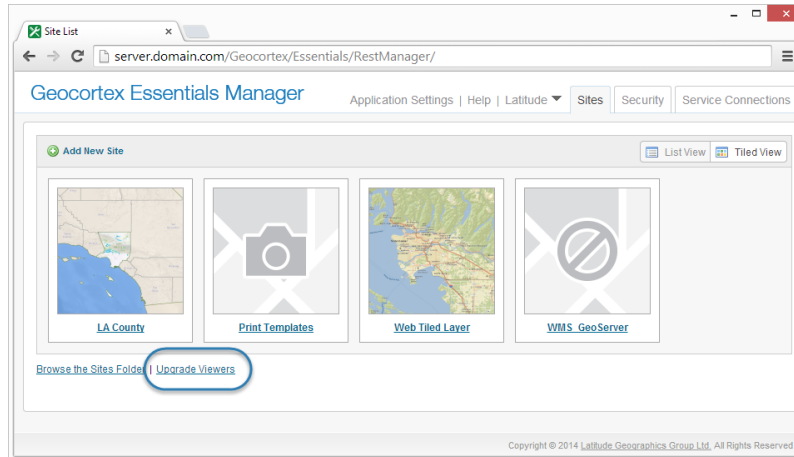 Site List
server.domain.com/Geocortex/Essentials/RestManager/
Geocortex Essentials Manager
Application Settings | Help | Latitude Sites Security Service Connections
Add New Site List View Tiled View
LA County Print Templates Web Tiled Layer WMS_GeoServer
Browse the Sites Folder | Upgrade Viewers
Copyright © 2014 Latitude Geographics Group Ltd. All Rights Reserved